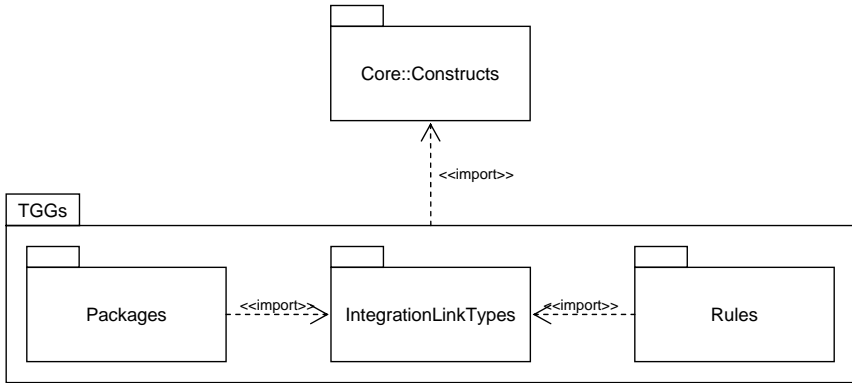 Core::Constructs
<<import>>
TGGs
Packages
<<import>>
IntegrationLinkTypes
<<import>>
Rules